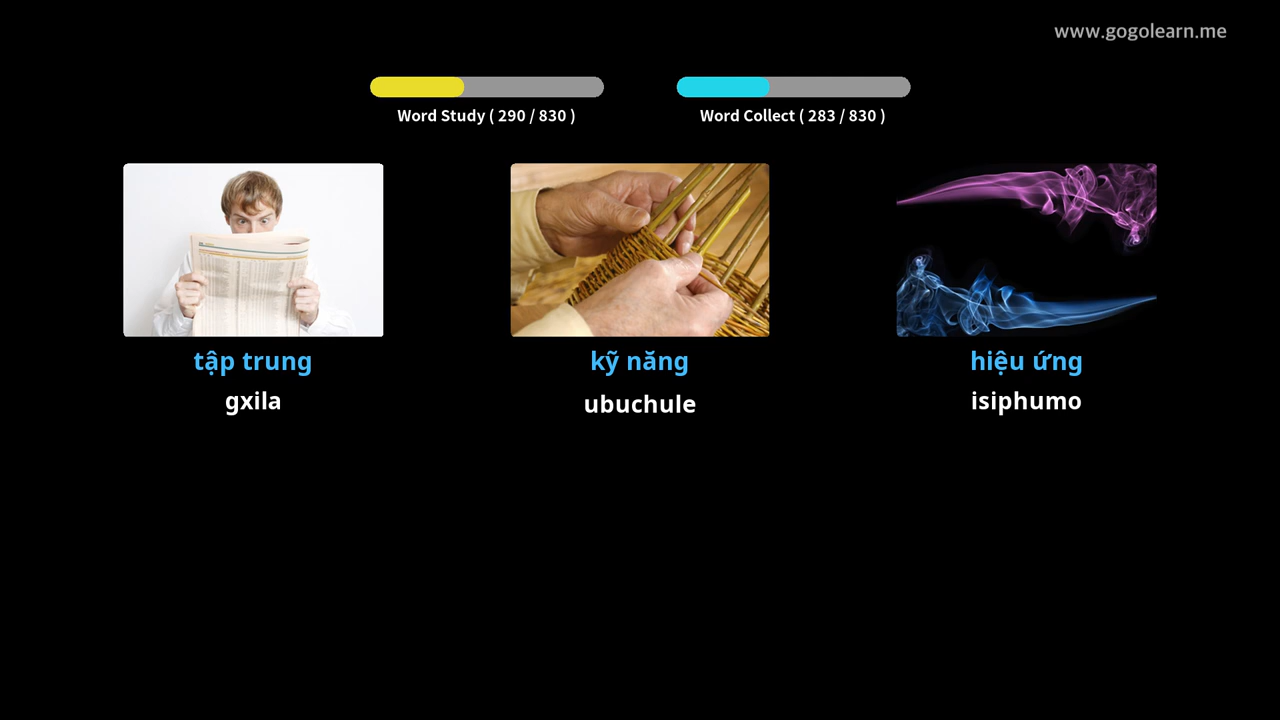 www.gogolearn.me
Word Study ( 290 / 830 )
Word Collect ( 283 / 830 )
tập trung
gxila
kỹ năng
ubuchule
hiệu ứng
isiphumo